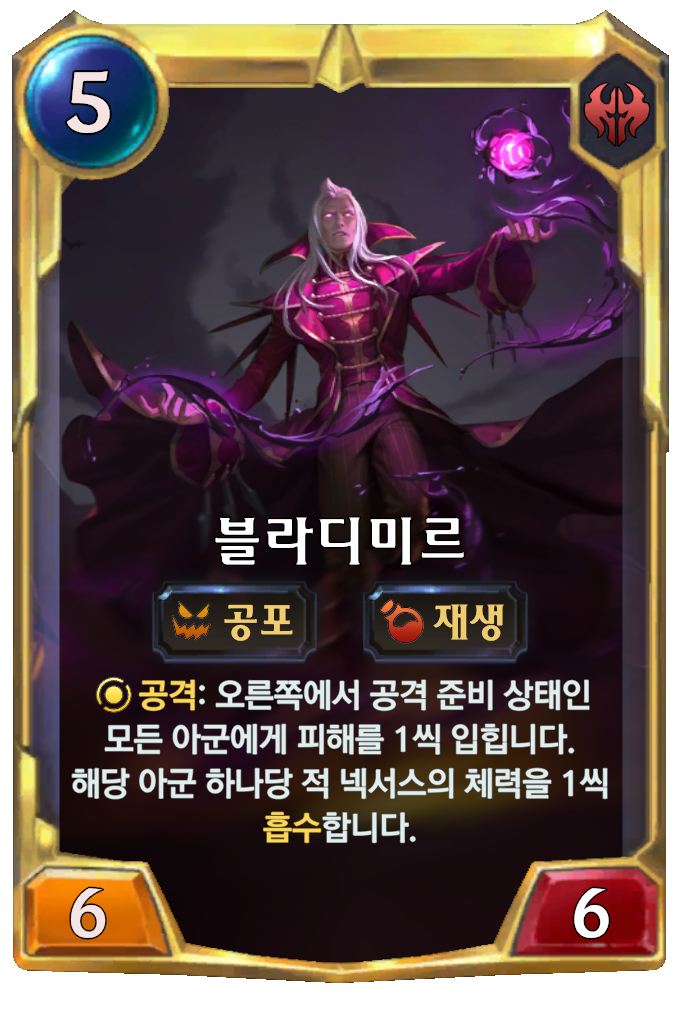 5
블라디미르
공포 재생
공격: 오른쪽에서 공격 준비 상태인
모든 아군에게 피해를 1씩 입힙니다.
해당 아군 하나당 적 넥서스의 체력을 1씩
흡수합니다.
6 6